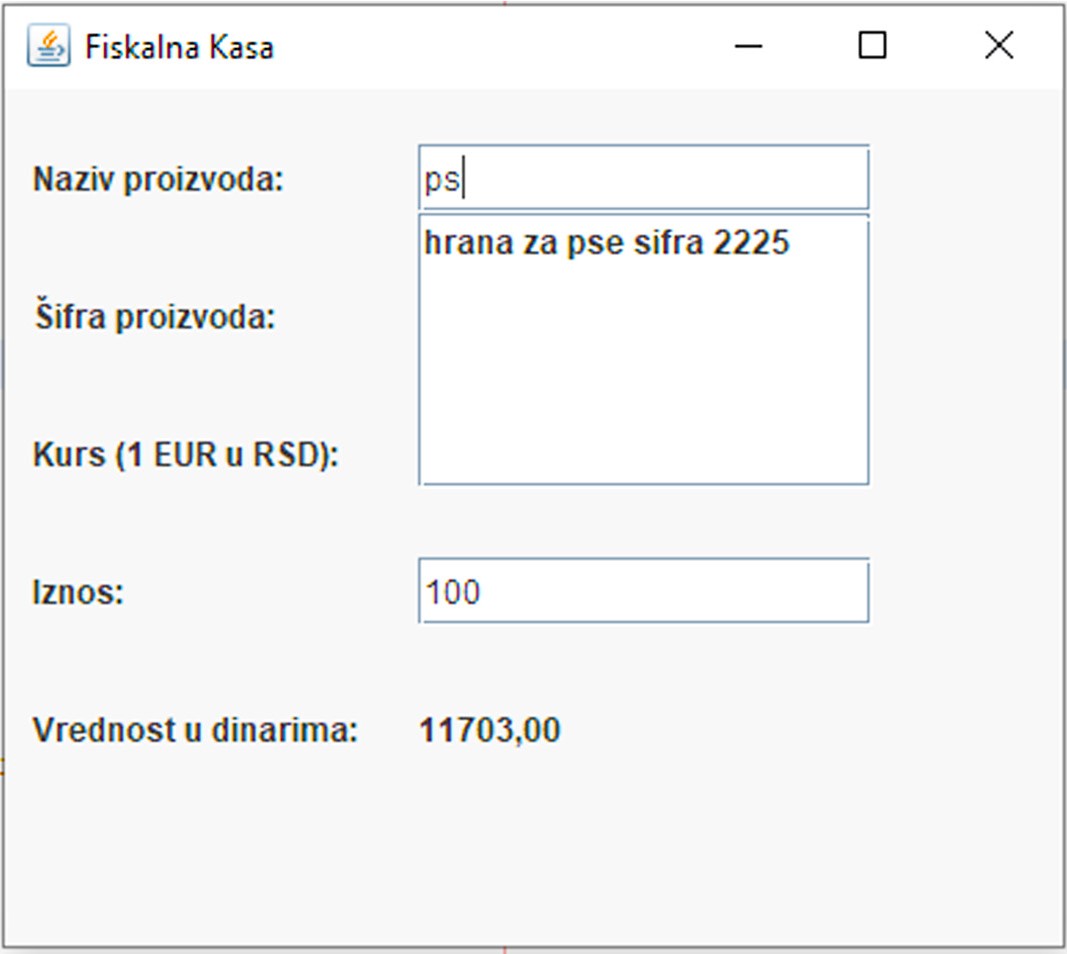 Fiskalna Kasa
Naziv proizvoda: ps
hrana za pse sifra 2225
Šifra proizvoda:
Kurs (1 EUR u RSD):
Iznos: 100
Vrednost u dinarima: 11703,00